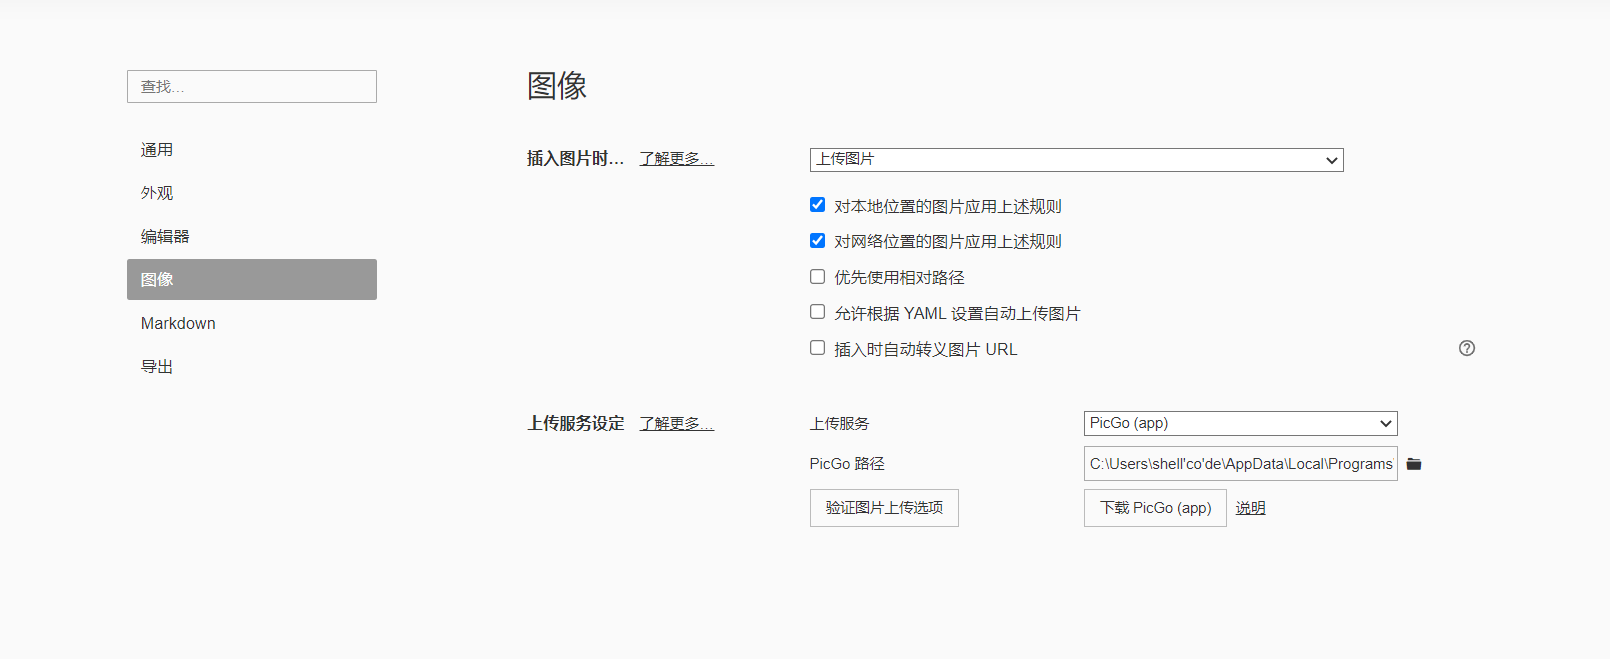 查找...
通用
外观
编辑器
图像
Markdown
导出
图像
插入图片时... 了解更多...
上传图片
对本地位置的图片应用上述规则
对网络位置的图片应用上述规则
优先使用相对路径
允许根据 YAML 设置自动上传图片
插入时自动转义图片 URL
上传服务设定 了解更多...
上传服务 PicGo (app)
PicGo 路径 C:\Users\shell'co'de\AppData\Local\Programs
验证图片上传选项 下载 PicGo (app) 说明